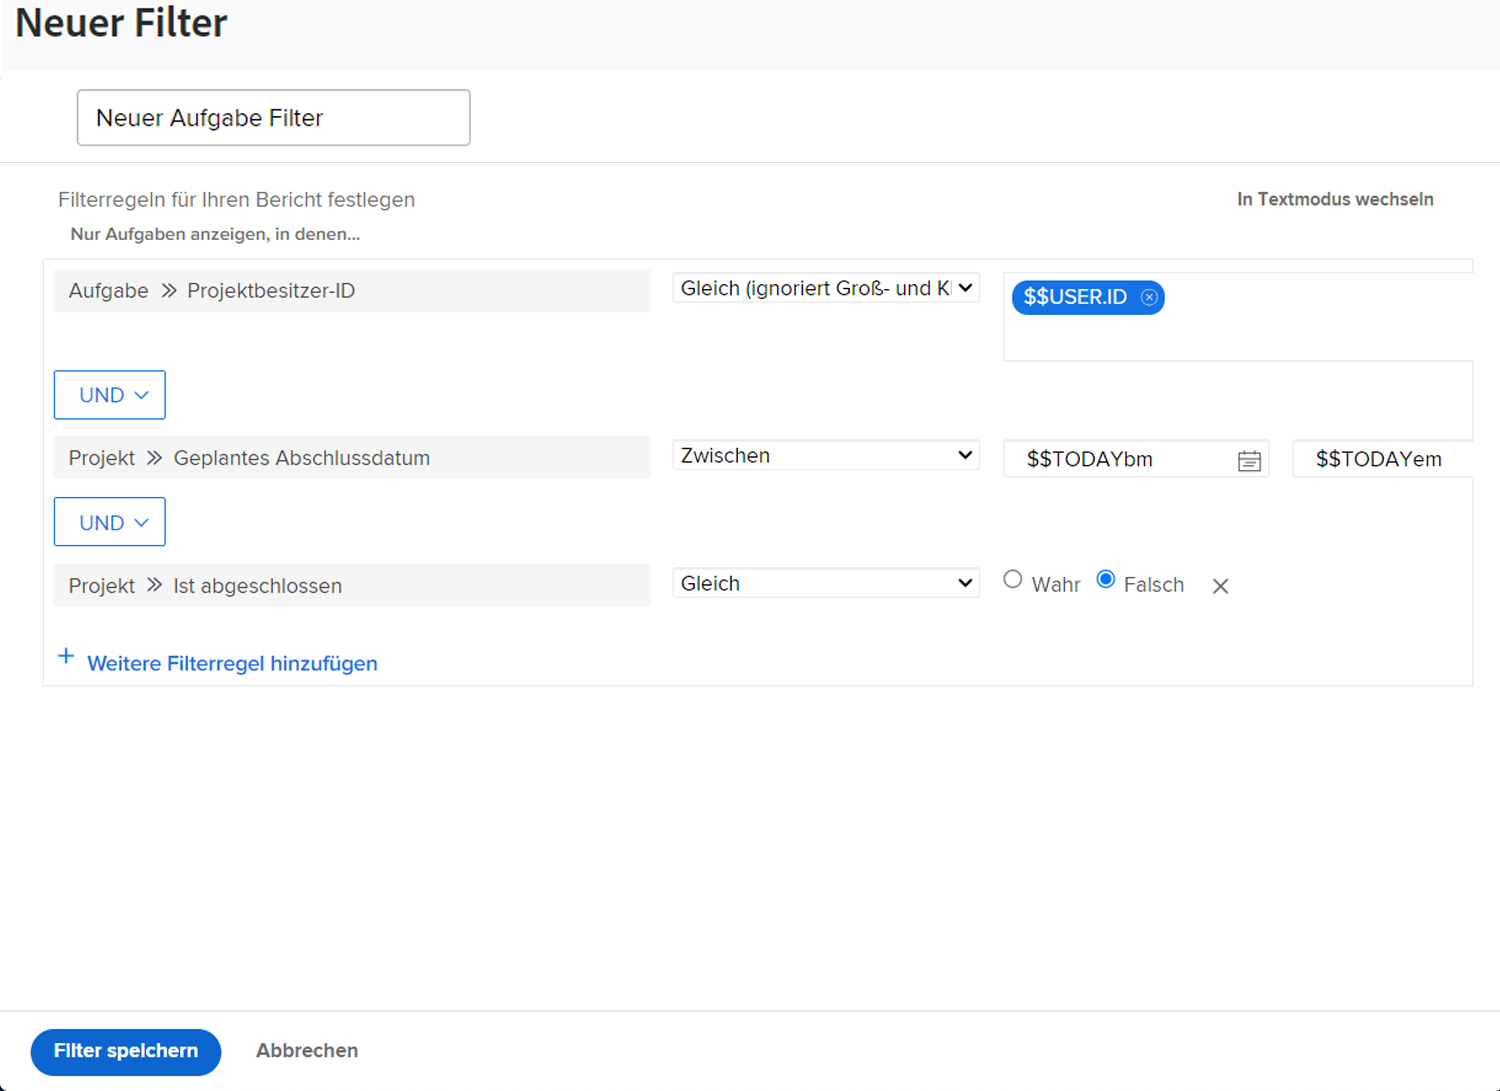 Neuer Filter
Neuer Aufgabe Filter
Filterregeln für Ihren Bericht festlegen
In Textmodus wechseln
Nur Aufgaben anzeigen, in denen...
Aufgabe >> Projektbesitzer-ID
Gleich (ignoriert Groß- und K
$$USER.ID
UND
Projekt >> Geplantes Abschlussdatum
Zwischen
$$TODAYbm
$$TODAYem
UND
Projekt >> Ist abgeschlossen
Gleich
Wahr
Falsch
+ Weitere Filterregel hinzufügen
Filter speichern
Abbrechen